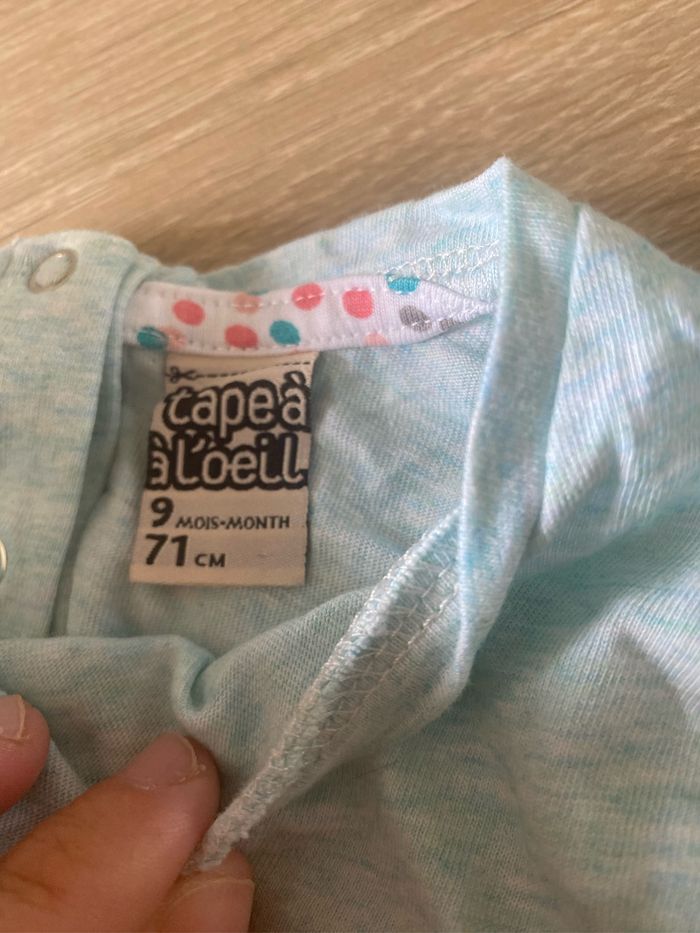 tape à
à l'oeil
9 MOIS-MONTH
71 CM